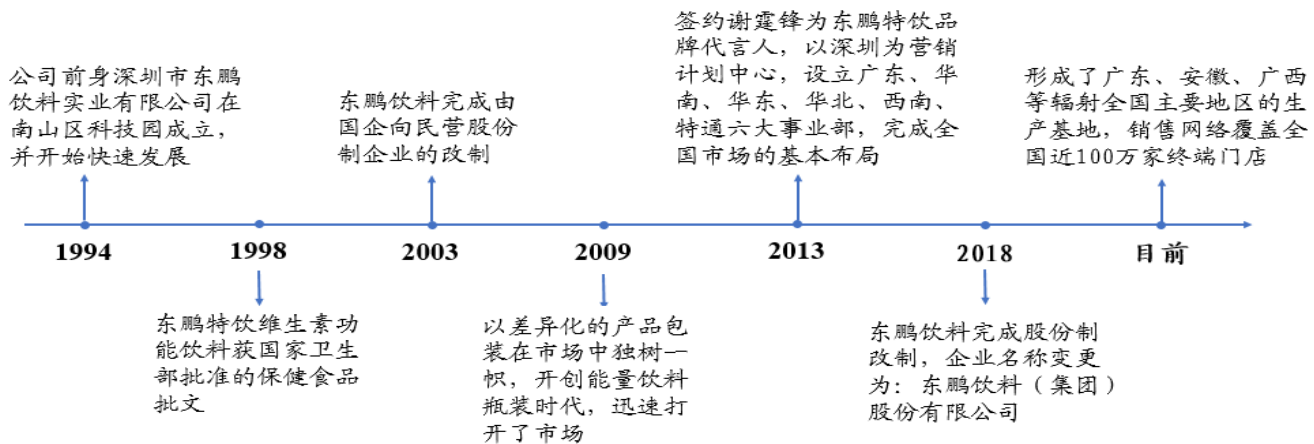 公司前身深圳市东鹏
饮料实业有限公司在
南山区科技园成立，
并开始快速发展
东鹏饮料完成由
国企向民营股份
制企业的改制
签约谢霆锋为东鹏特饮品
牌代言人，以深圳为营销
计划中心，设立广东、华
南、华东、华北、西南、
特通六大事业部，完成全
国市场的基本布局
形成了广东、安徽、广西
等辐射全国主要地区的生
产基地，销售网络覆盖全
国近100万家终端门店
1994
1998
2003
2009
2013
2018
目前
东鹏特饮维生素功
能饮料获国家卫生
部批准的保健食品
批文
以差异化的产品包
装在市场中独树一
帜，开创能量饮料
瓶装时代，迅速打
开了市场
东鹏饮料完成股份制
改制，企业名称变更
为：东鹏饮料（集团）
股份有限公司